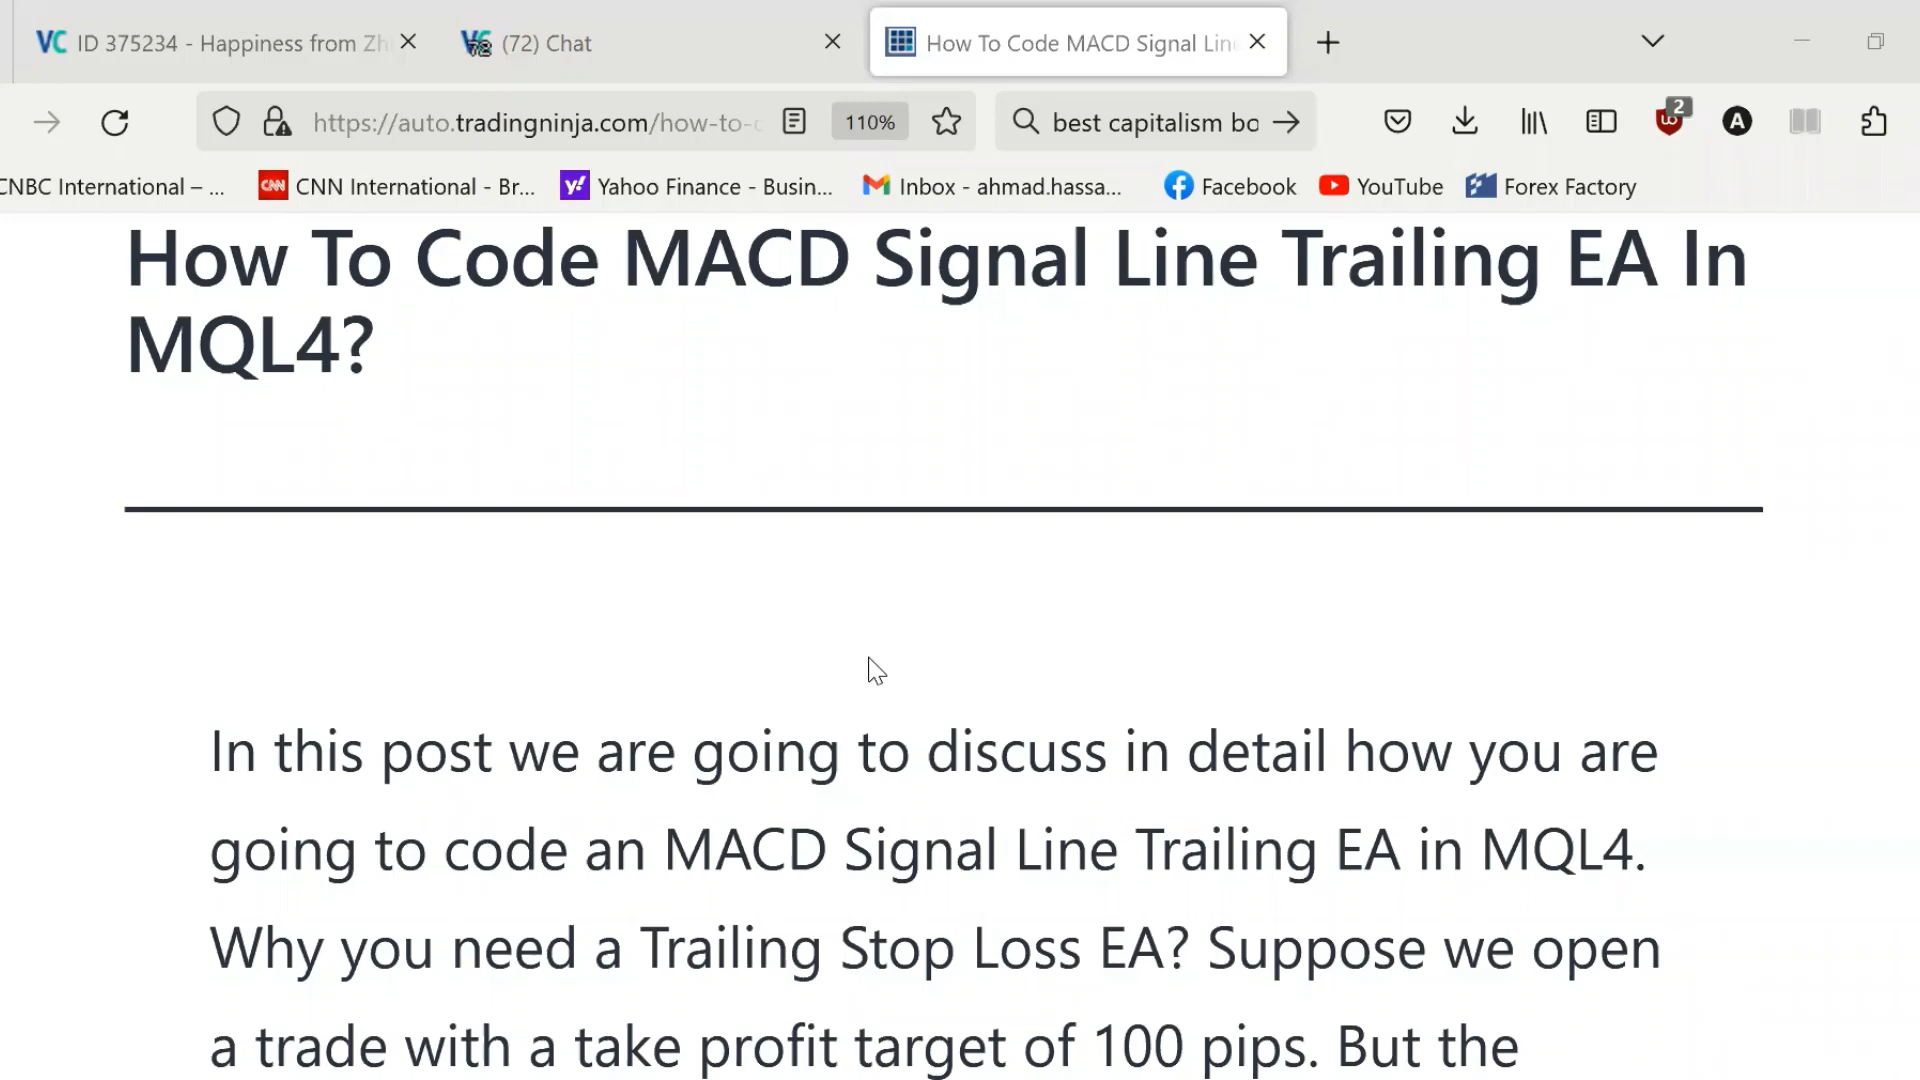 VC ID 375234 - Happiness from Zh
(72) Chat
How To Code MACD Signal Lin
https://auto.tradingninja.com/how-to-c
110%
best capitalism bo
2
A
CNBC International – ...
CNN CNN International - Br...
y! Yahoo Finance - Busin...
Inbox - ahmad.hassa...
Facebook
YouTube
Forex Factory
How To Code MACD Signal Line Trailing EA In
MQL4?
In this post we are going to discuss in detail how you are
going to code an MACD Signal Line Trailing EA in MQL4.
Why you need a Trailing Stop Loss EA? Suppose we open
a trade with a take profit target of 100 pips. But the